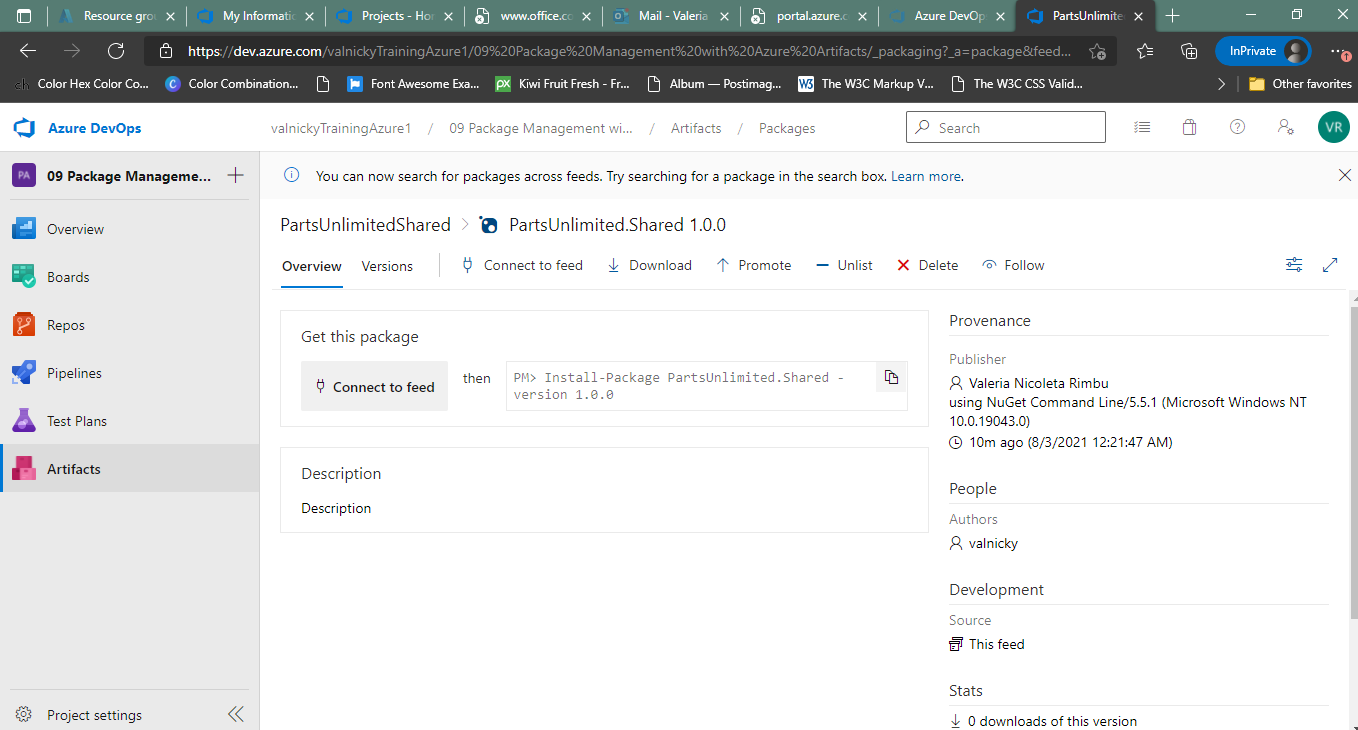 Resource gro
My Informatic
Projects - Ho
www.office.co
Mail - Valeria
portal.azure.c
Azure DevOp
PartsUnlimite
https://dev.azure.com/valnickyTrainingAzure1/09%20Package%20Management%20with%20Azure%20Artifacts/_packaging?_a=package&feed...
InPrivate
ch Color Hex Color Co...
C Color Combination...
Font Awesome Exa...
px Kiwi Fruit Fresh - Fr...
Album — Postimag...
W3 The W3C Markup V...
The W3C CSS Valid...
Other favorites
Azure DevOps
valnickyTrainingAzure1 / 09 Package Management wi... / Artifacts / Packages
Search
VR
PA 09 Package Manageme...
You can now search for packages across feeds. Try searching for a package in the search box. Learn more.
Overview
Boards
Repos
Pipelines
Test Plans
Artifacts
Project settings
PartsUnlimitedShared > PartsUnlimited.Shared 1.0.0
Overview Versions Connect to feed Download Promote Unlist Delete Follow
Get this package
Connect to feed
then
PM> Install-Package PartsUnlimited.Shared -
version 1.0.0
Description
Description
Provenance
Publisher
Valeria Nicoleta Rimbu
using NuGet Command Line/5.5.1 (Microsoft Windows NT
10.0.19043.0)
10m ago (8/3/2021 12:21:47 AM)
People
Authors
valnicky
Development
Source
This feed
Stats
0 downloads of this version